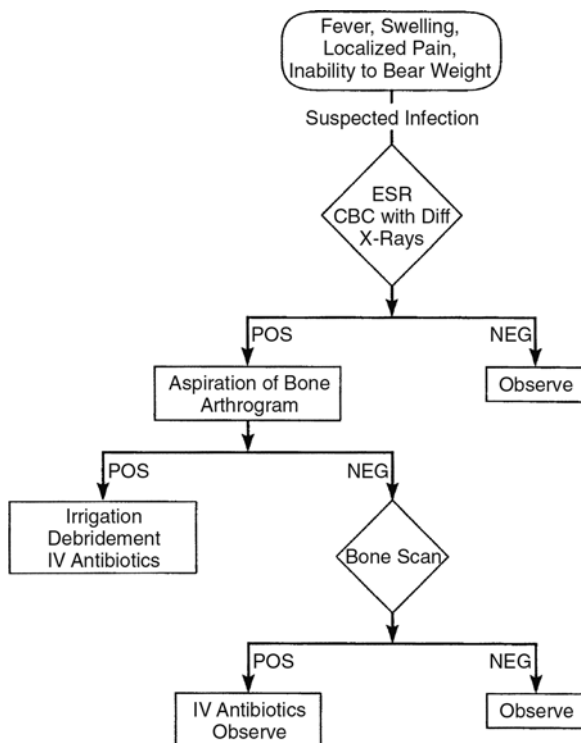 Fever, Swelling,
Localized Pain,
Inability to Bear Weight
Suspected Infection
ESR
CBC with Diff
X-Rays
POS
NEG
Aspiration of Bone
Arthrogram
Observe
POS
NEG
Irrigation
Debridement
IV Antibiotics
Bone Scan
POS
NEG
IV Antibiotics
Observe
Observe